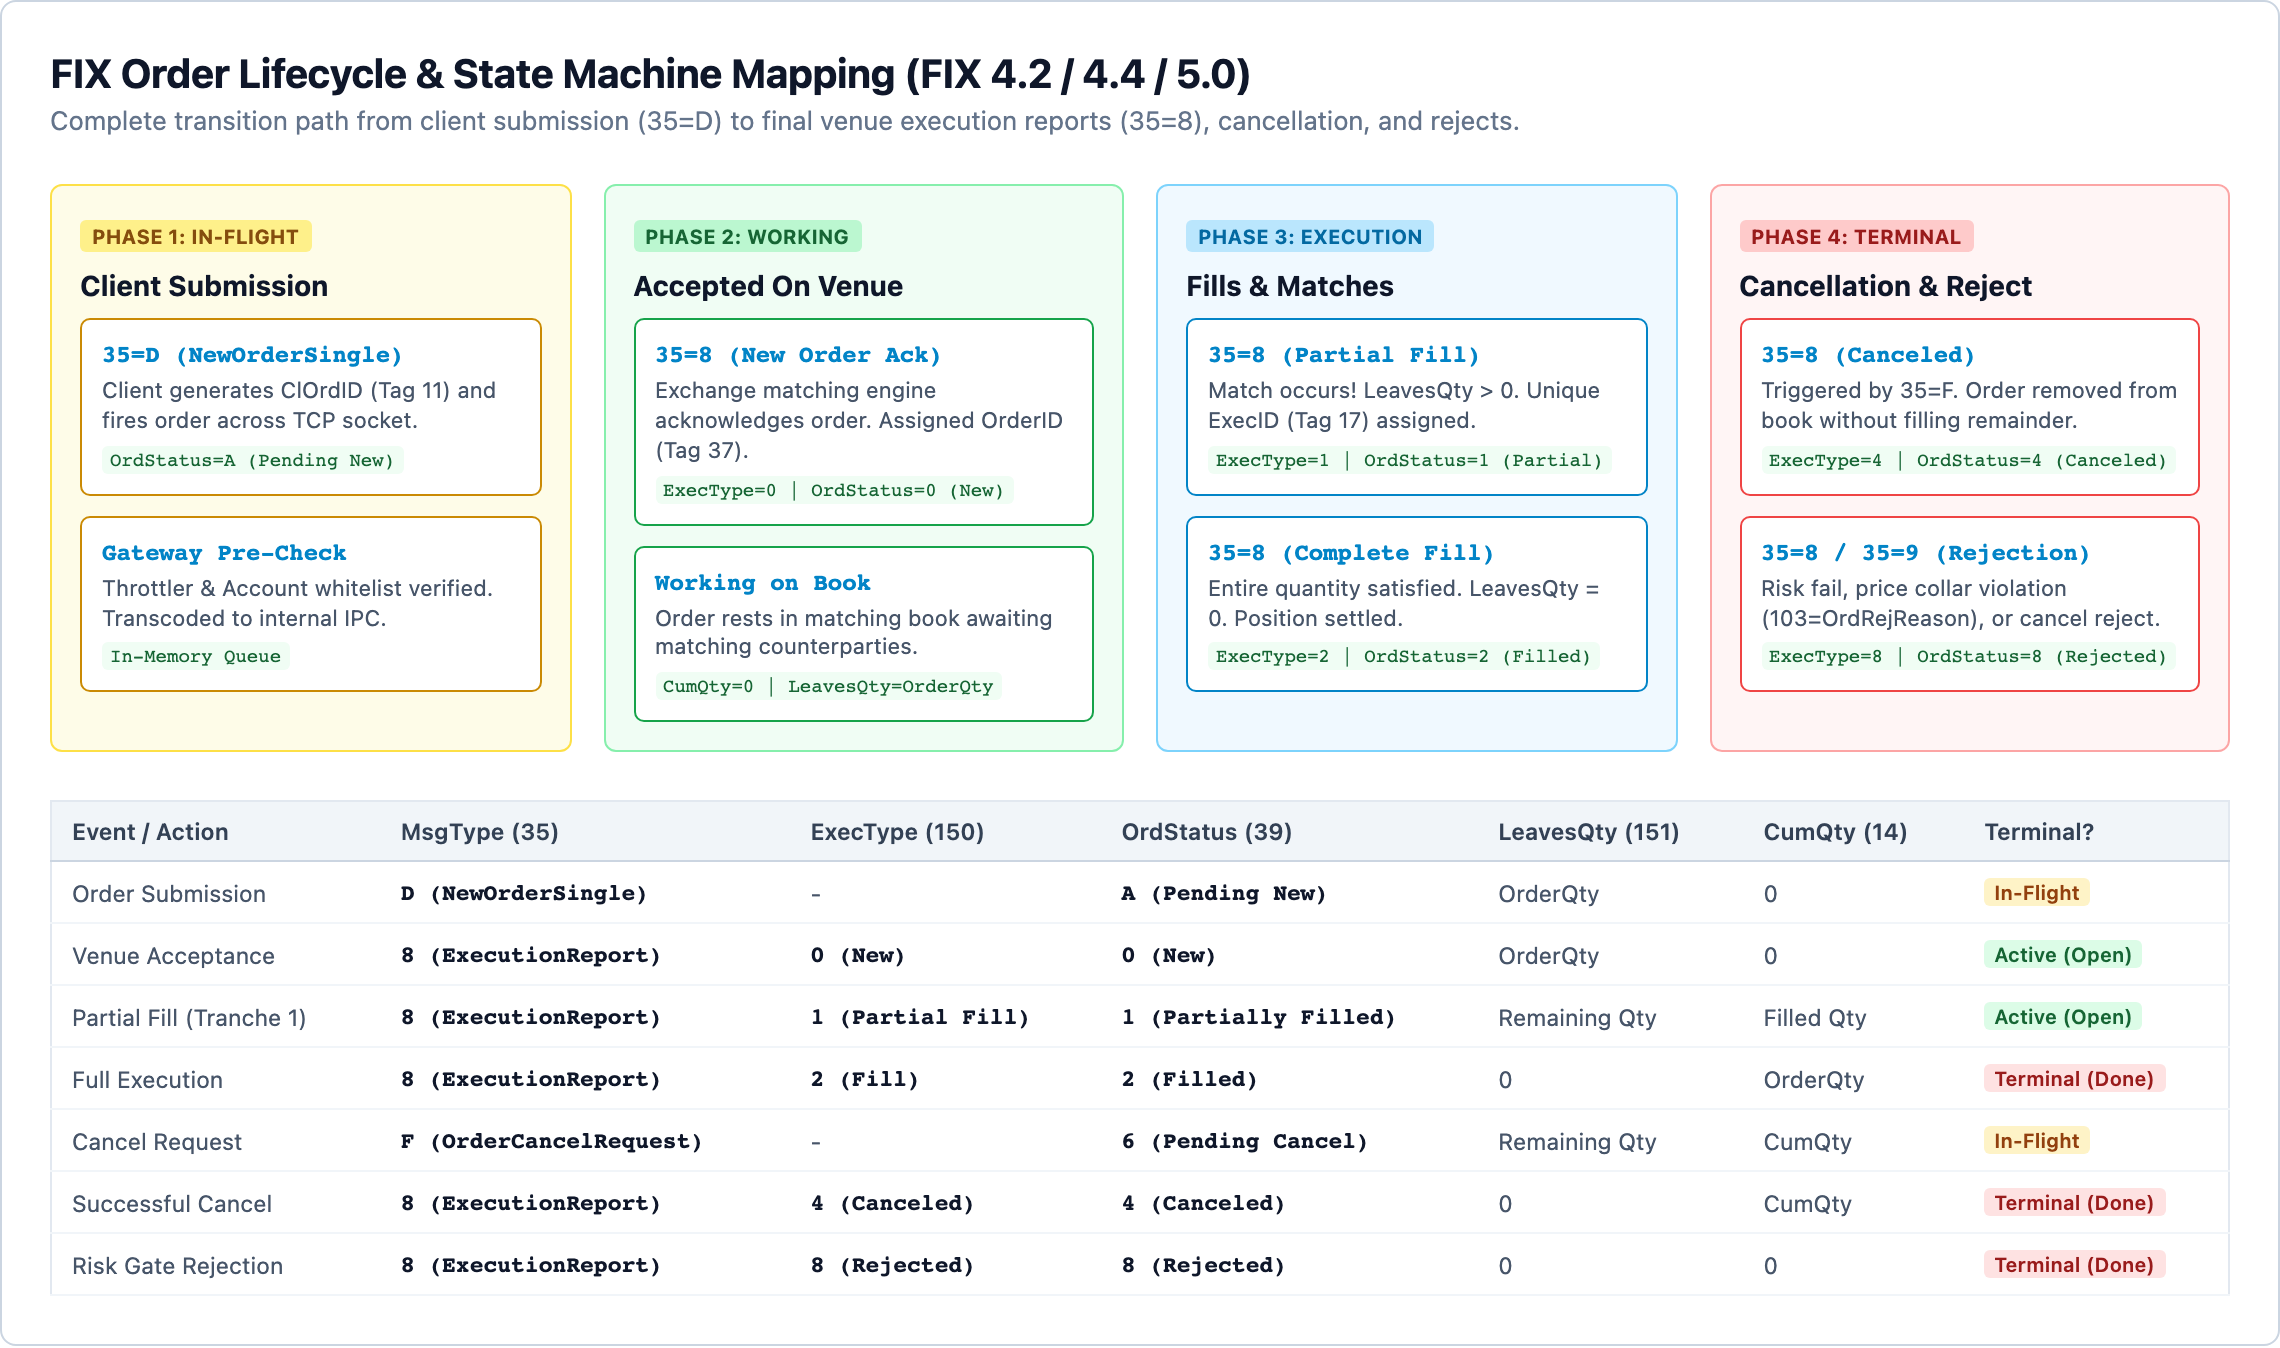 FIX Order Lifecycle & State Machine Mapping (FIX 4.2 / 4.4 / 5.0)
Complete transition path from client submission (35=D) to final venue execution reports (35=8), cancellation, and rejects.
PHASE 1: IN-FLIGHT
Client Submission
35=D (NewOrderSingle)
Client generates ClOrdID (Tag 11) and
fires order across TCP socket.
OrdStatus=A (Pending New)
Gateway Pre-Check
Throttler & Account whitelist verified.
Transcoded to internal IPC.
In-Memory Queue
PHASE 2: WORKING
Accepted On Venue
35=8 (New Order Ack)
Exchange matching engine
acknowledges order. Assigned OrderID
(Tag 37).
ExecType=0 | OrdStatus=0 (New)
Working on Book
Order rests in matching book awaiting
matching counterparties.
CumQty=0 | LeavesQty=OrderQty
PHASE 3: EXECUTION
Fills & Matches
35=8 (Partial Fill)
Match occurs! LeavesQty > 0. Unique
ExecID (Tag 17) assigned.
ExecType=1 | OrdStatus=1 (Partial)
35=8 (Complete Fill)
Entire quantity satisfied. LeavesQty =
0. Position settled.
ExecType=2 | OrdStatus=2 (Filled)
PHASE 4: TERMINAL
Cancellation & Reject
35=8 (Canceled)
Triggered by 35=F. Order removed from
book without filling remainder.
ExecType=4 | OrdStatus=4 (Canceled)
35=8 / 35=9 (Rejection)
Risk fail, price collar violation
(103=OrdRejReason), or cancel reject.
ExecType=8 | OrdStatus=8 (Rejected)
Event / Action MsgType (35) ExecType (150) OrdStatus (39) LeavesQty (151) CumQty (14) Terminal?
Order Submission D (NewOrderSingle) - A (Pending New) OrderQty 0 In-Flight
Venue Acceptance 8 (ExecutionReport) 0 (New) 0 (New) OrderQty 0 Active (Open)
Partial Fill (Tranche 1) 8 (ExecutionReport) 1 (Partial Fill) 1 (Partially Filled) Remaining Qty Filled Qty Active (Open)
Full Execution 8 (ExecutionReport) 2 (Fill) 2 (Filled) 0 OrderQty Terminal (Done)
Cancel Request F (OrderCancelRequest) - 6 (Pending Cancel) Remaining Qty CumQty In-Flight
Successful Cancel 8 (ExecutionReport) 4 (Canceled) 4 (Canceled) 0 CumQty Terminal (Done)
Risk Gate Rejection 8 (ExecutionReport) 8 (Rejected) 8 (Rejected) 0 0 Terminal (Done)